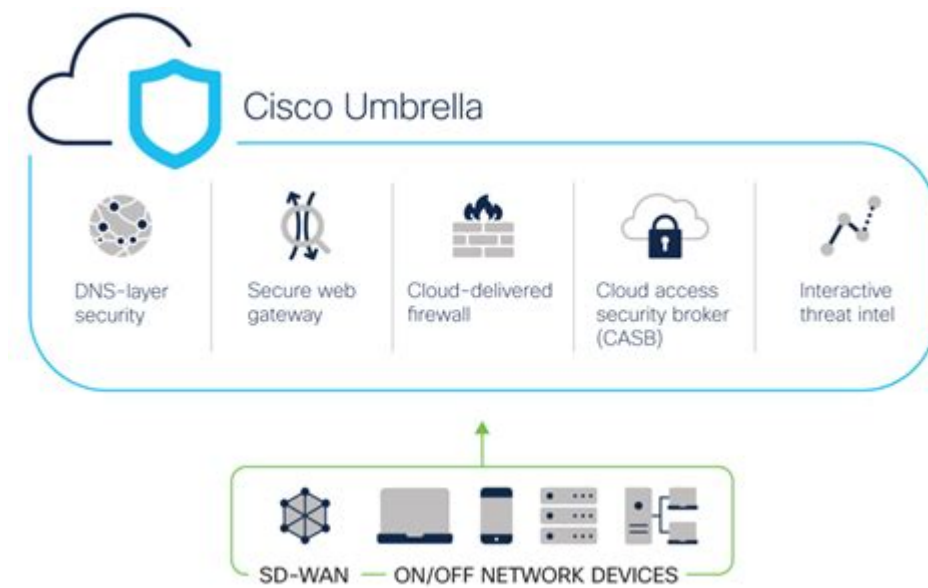 Cisco Umbrella
DNS-layer
security
Secure web
gateway
Cloud-delivered
firewall
Cloud access
security broker
(CASB)
Interactive
threat intel
SD-WAN
ON/OFF NETWORK DEVICES